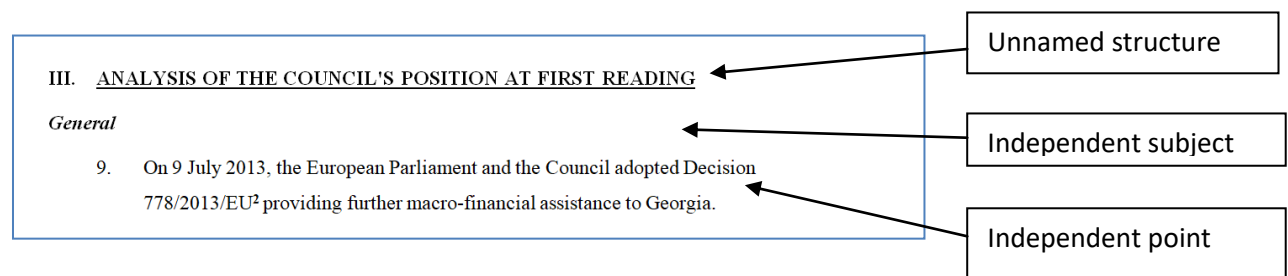 Unnamed structure
III. ANALYSIS OF THE COUNCIL'S POSITION AT FIRST READING
General
Independent subject
9. On 9 July 2013, the European Parliament and the Council adopted Decision
778/2013/EU² providing further macro-financial assistance to Georgia.
Independent point